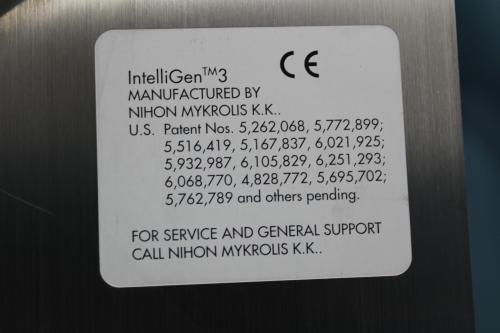 IntelliGen™3 CE
MANUFACTURED BY
NIHON MYKROLIS K.K..
U.S. Patent Nos. 5,262,068, 5,772,899;
5,516,419, 5,167,837, 6,021,925;
5,932,987, 6,105,829, 6,251,293;
6,068,770, 4,828,772, 5,695,702;
5,762,789 and others pending.
FOR SERVICE AND GENERAL SUPPORT
CALL NIHON MYKROLIS K.K..